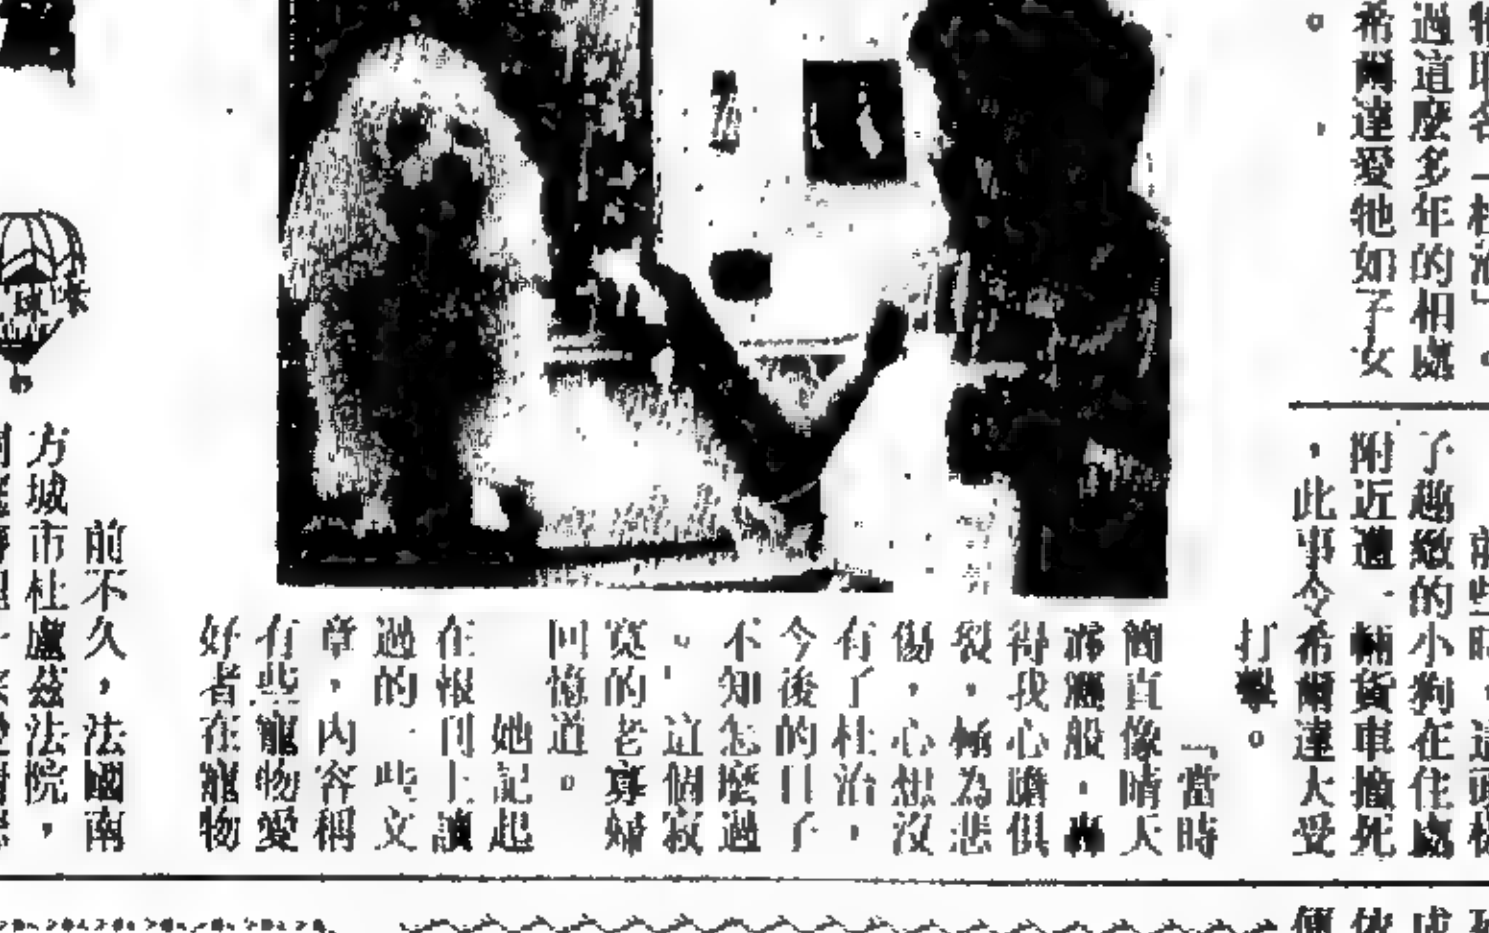 過這麼多年的相處
希爾達愛牠如子女
。
了趣緻的小狗在住處
附近遭一輛貨車撞死
，此事令希爾達大受
打擊。
「當時
簡直像晴天
霹靂般，轟
得我心膽俱
裂，極為悲
傷，心想沒
有了杜治，
今後的日子
不知怎麼過
。」這個寂
寞的老寡婦
回憶道。
她記起
在報刊上讀
過的一些文
章，內容稱
有些寵物愛
好者在寵物
前不久，法國南
方城市杜盧茲法院，